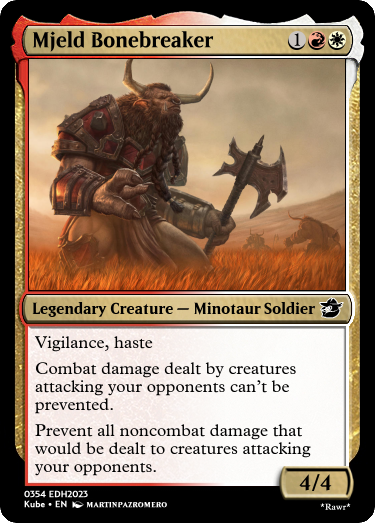 Mjeld Bonebreaker 1
Legendary Creature — Minotaur Soldier
Vigilance, haste
Combat damage dealt by creatures
attacking your opponents can't be
prevented.
Prevent all noncombat damage that
would be dealt to creatures attacking
your opponents.
4/4
0354 EDH2023
Kube • EN MARTINPAZROMERO
*Rawr*